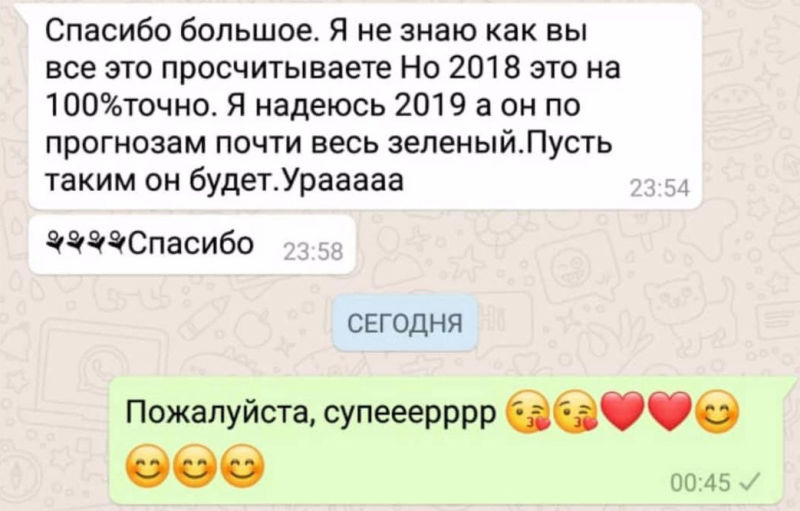 Спасибо большое. Я не знаю как вы
все это просчитываете Но 2018 это на
100%точно. Я надеюсь 2019 а он по
прогнозам почти весь зеленый.Пусть
таким он будет.Урааааа
23:54
🌹🌹🌹🌹Спасибо 23:58
СЕГОДНЯ
Пожалуйста, супееерррр 😘😘❤❤😊
😊😊😊
00:45